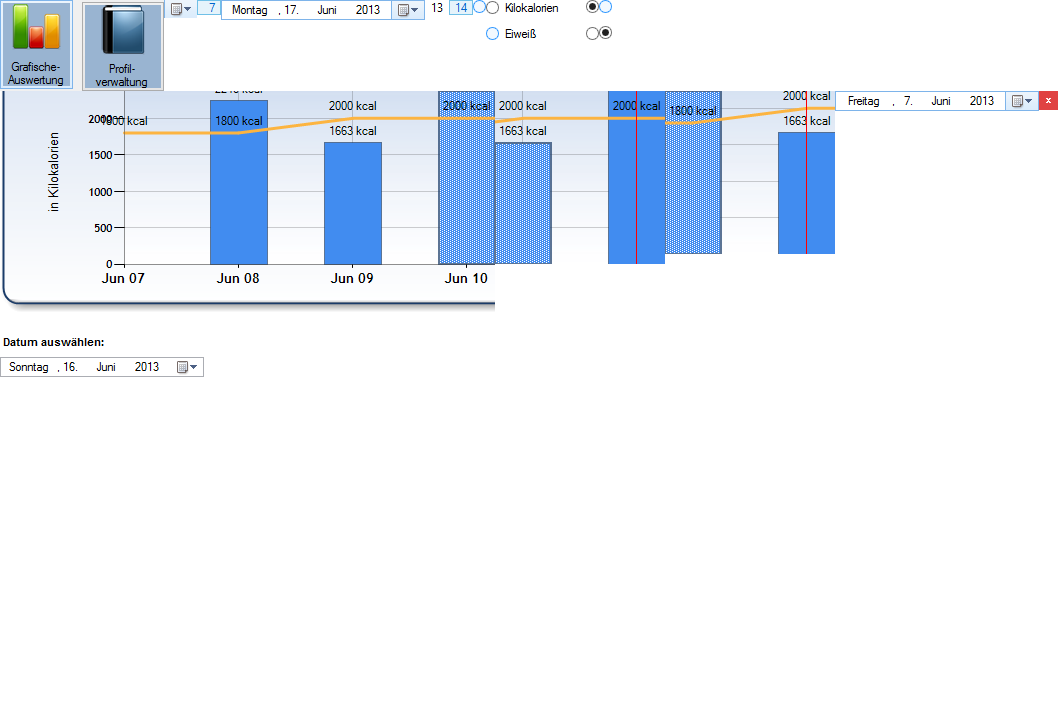 7 Montag , 17. Juni 2013 13 14 Kilokalorien
Eiweiß
Grafische-
Auswertung
Profil-
verwaltung
2000 kcal
Freitag , 7. Juni 2013 x
2000 kcal 2000 kcal 2000 kcal 2000 kcal 1800 kcal
2000 1800 kcal 1800 kcal 1663 kcal
1663 kcal 1663 kcal
1500
1000
500
0
in Kilokalorien
Jun 07 Jun 08 Jun 09 Jun 10
Datum auswählen:
Sonntag , 16. Juni 2013